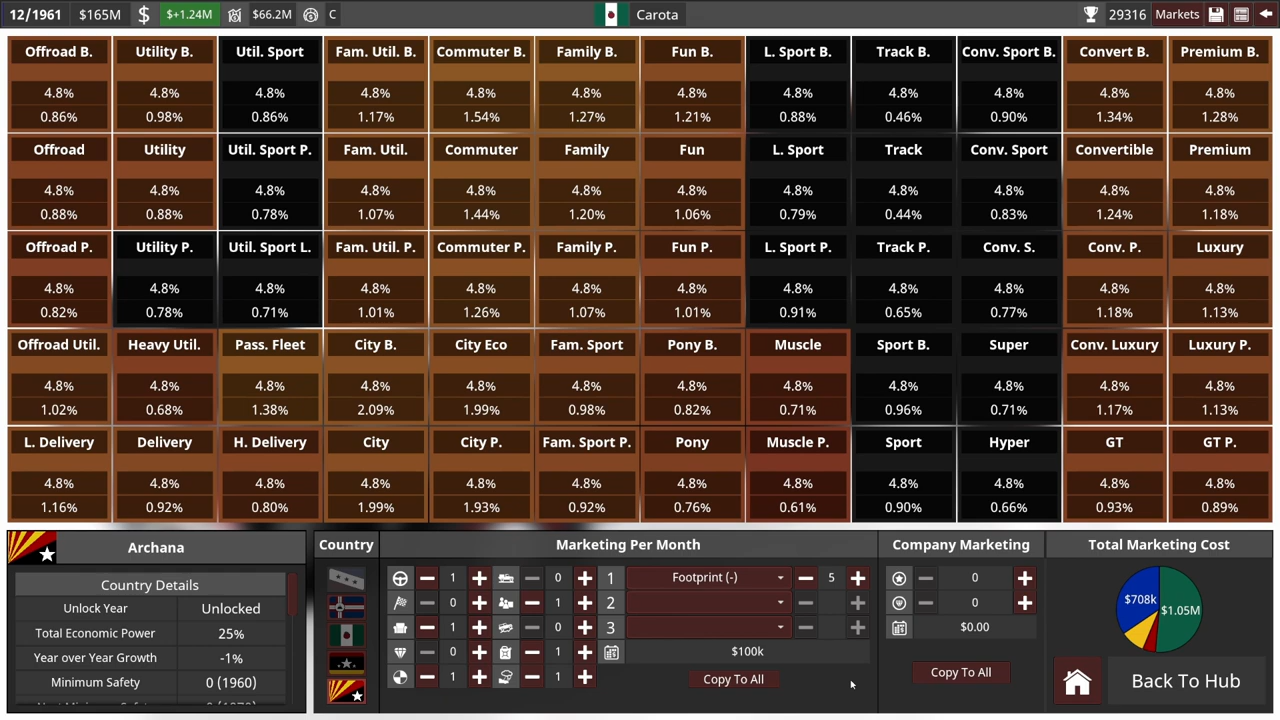 12/1961 $165M $ $+1.24M $66.2M C Carota 29316 Markets
Offroad B. Utility B. Util. Sport Fam. Util. B. Commuter B. Family B. Fun B. L. Sport B. Track B. Conv. Sport B. Convert B. Premium B.
4.8% 4.8% 4.8% 4.8% 4.8% 4.8% 4.8% 4.8% 4.8% 4.8% 4.8% 4.8%
0.86% 0.98% 0.86% 1.17% 1.54% 1.27% 1.21% 0.88% 0.46% 0.90% 1.34% 1.28%
Offroad Utility Util. Sport P. Fam. Util. Commuter Family Fun L. Sport Track Conv. Sport Convertible Premium
4.8% 4.8% 4.8% 4.8% 4.8% 4.8% 4.8% 4.8% 4.8% 4.8% 4.8% 4.8%
0.88% 0.88% 0.78% 1.07% 1.44% 1.20% 1.06% 0.79% 0.44% 0.83% 1.24% 1.18%
Offroad P. Utility P. Util. Sport L. Fam. Util. P. Commuter P. Family P. Fun P. L. Sport P. Track P. Conv. S. Conv. P. Luxury
4.8% 4.8% 4.8% 4.8% 4.8% 4.8% 4.8% 4.8% 4.8% 4.8% 4.8% 4.8%
0.82% 0.78% 0.71% 1.01% 1.26% 1.07% 1.01% 0.91% 0.65% 0.77% 1.18% 1.13%
Offroad Util. Heavy Util. Pass. Fleet City B. City Eco Fam. Sport Pony B. Muscle Sport B. Super Conv. Luxury Luxury P.
4.8% 4.8% 4.8% 4.8% 4.8% 4.8% 4.8% 4.8% 4.8% 4.8% 4.8% 4.8%
1.02% 0.68% 1.38% 2.09% 1.99% 0.98% 0.82% 0.71% 0.96% 0.71% 1.17% 1.13%
L. Delivery Delivery H. Delivery City City P. Fam. Sport P. Pony Muscle P. Sport Hyper GT GT P.
4.8% 4.8% 4.8% 4.8% 4.8% 4.8% 4.8% 4.8% 4.8% 4.8% 4.8% 4.8%
1.16% 0.92% 0.80% 1.99% 1.93% 0.92% 0.76% 0.61% 0.90% 0.66% 0.93% 0.89%
Archana Country Marketing Per Month Company Marketing Total Marketing Cost
Country Details
Unlock Year Unlocked
Total Economic Power 25%
Year over Year Growth -1%
Minimum Safety 0 (1960)
1 0 1 Footprint (-) 5
0 1 2
1 0 3
0 1 $100k
1 1 Copy To All
0
0
$0.00
Copy To All
$708k $1.05M
Back To Hub